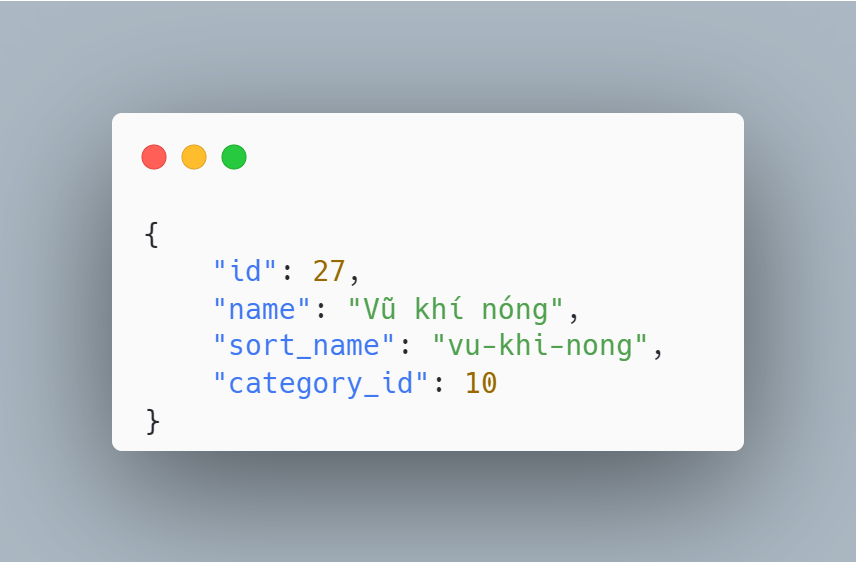 {
    "id": 27,
    "name": "Vũ khí nóng",
    "sort_name": "vu-khi-nong",
    "category_id": 10
}